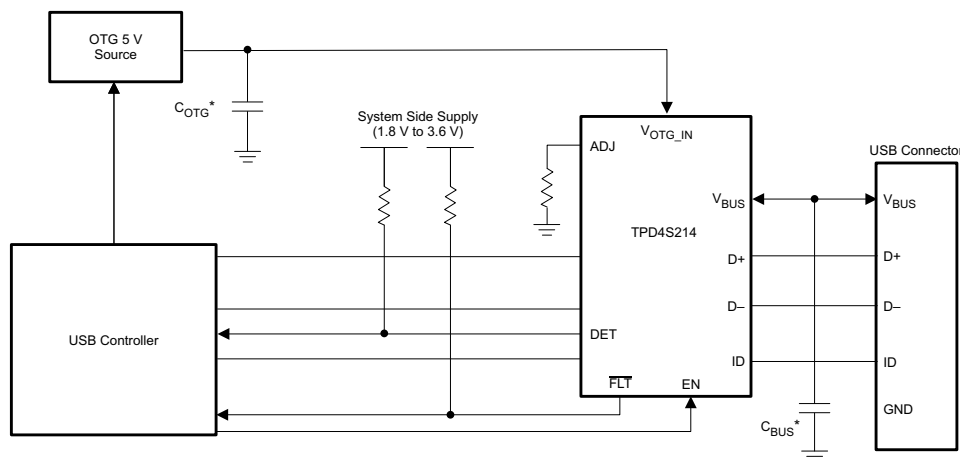 OTG 5 V
Source
C_OTG*
System Side Supply
(1.8 V to 3.6 V)
V_OTG_IN
ADJ
USB Connector
V_BUS
V_BUS
TPD4S214
D+
D+
D–
D–
USB Controller
DET
ID
ID
FLT
EN
GND
C_BUS*